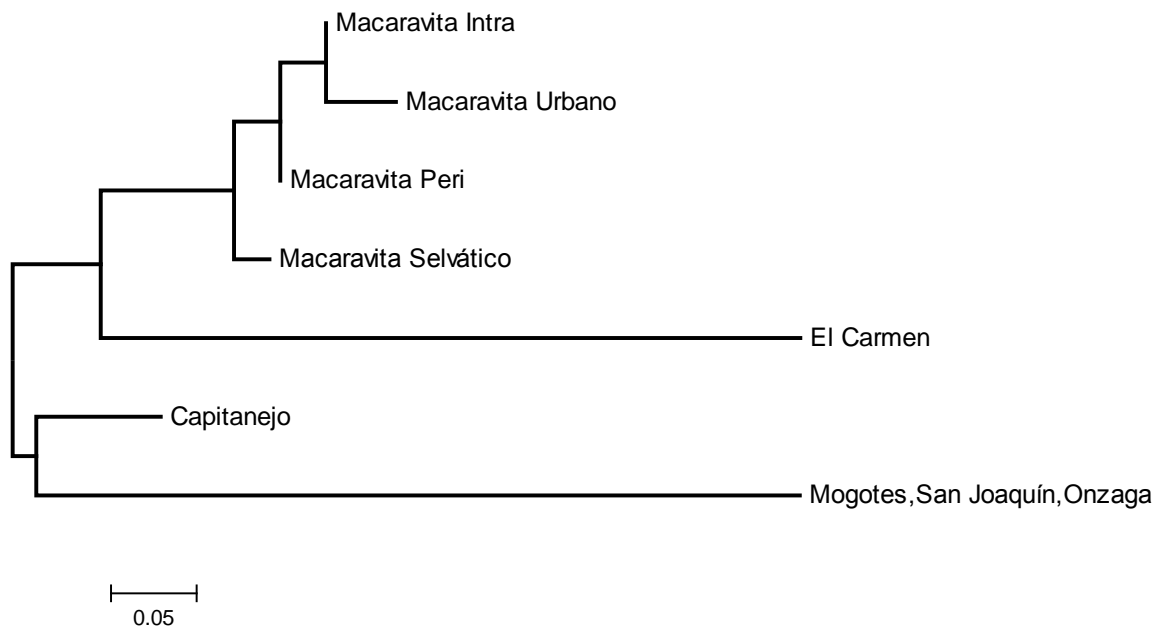 Macaravita Intra
Macaravita Urbano
Macaravita Peri
Macaravita Selvático
El Carmen
Capitanejo
Mogotes,San Joaquín,Onzaga
0.05